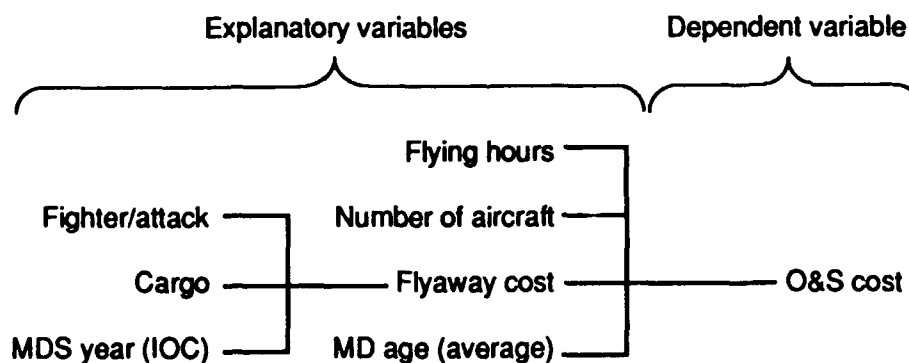 Explanatory variables
Dependent variable
Flying hours
Fighter/attack
Number of aircraft
Cargo
Flyaway cost
O&S cost
MDS year (IOC)
MD age (average)